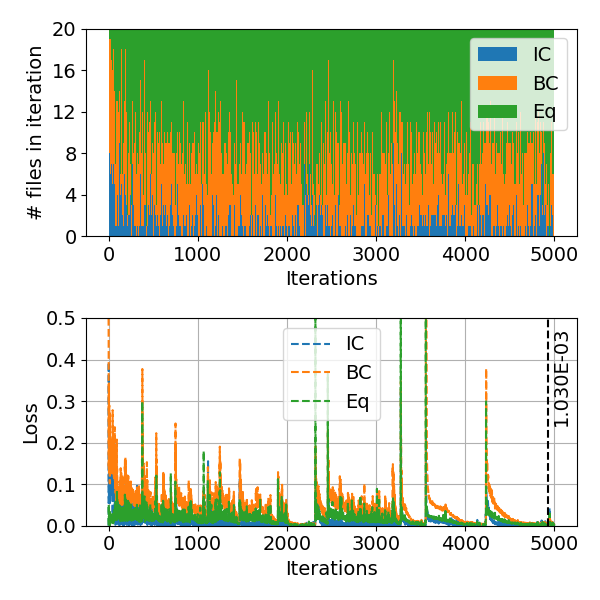 # files in iteration
20
16
12
8
4
0
IC
BC
Eq
0 1000 2000 3000 4000 5000
Iterations
Loss
0.5
0.4
0.3
0.2
0.1
0.0
IC
BC
Eq
1.030E-03
0 1000 2000 3000 4000 5000
Iterations